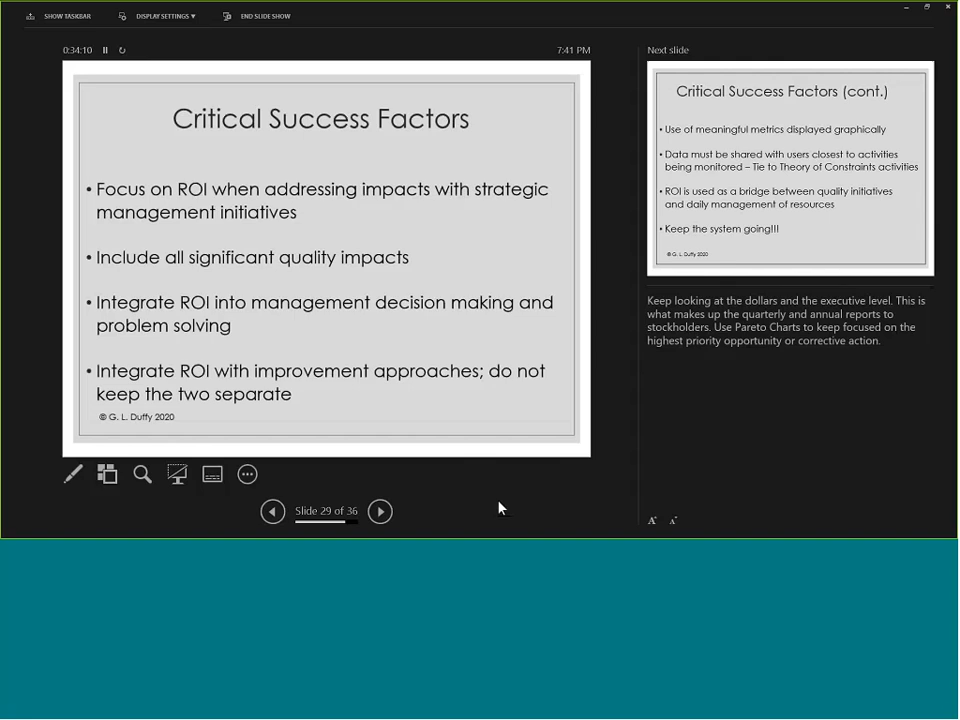 SHOW TASKBAR
DISPLAY SETTINGS ▾
END SLIDE SHOW
0:34:10
7:41 PM
Critical Success Factors
• Focus on ROI when addressing impacts with strategic
management initiatives
• Include all significant quality impacts
• Integrate ROI into management decision making and
problem solving
• Integrate ROI with improvement approaches; do not
keep the two separate
© G. L. Duffy 2020
Slide 29 of 36
Next slide
Critical Success Factors (cont.)
• Use of meaningful metrics displayed graphically
• Data must be shared with users closest to activities
being monitored – Tie to Theory of Constraints activities
• ROI is used as a bridge between quality initiatives
and daily management of resources
• Keep the system going!!!
© G. L. Duffy 2020
Keep looking at the dollars and the executive level. This is
what makes up the quarterly and annual reports to
stockholders. Use Pareto Charts to keep focused on the
highest priority opportunity or corrective action.
A A